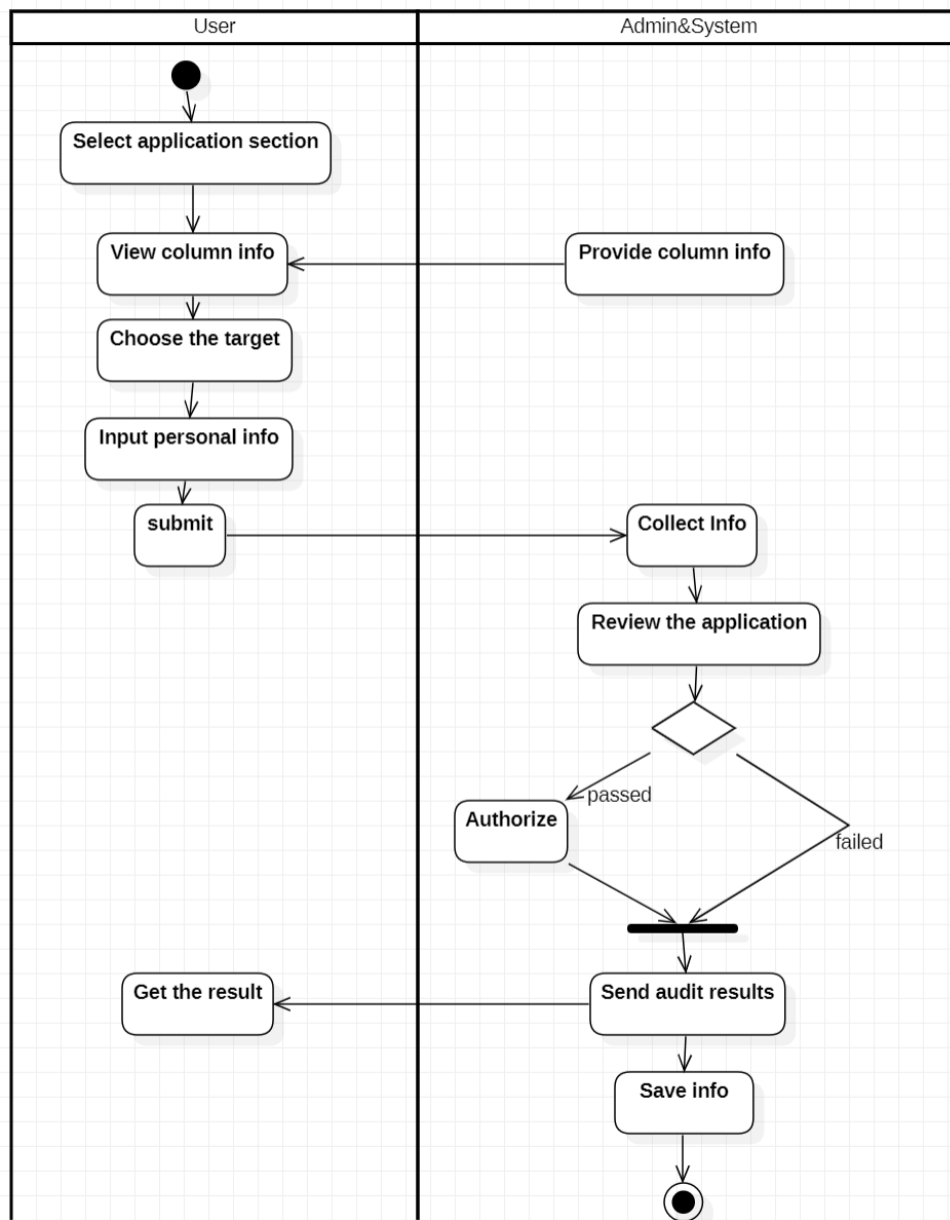 User
Admin&System
Select application section
View column info
Provide column info
Choose the target
Input personal info
submit
Collect Info
Review the application
passed
Authorize
failed
Get the result
Send audit results
Save info